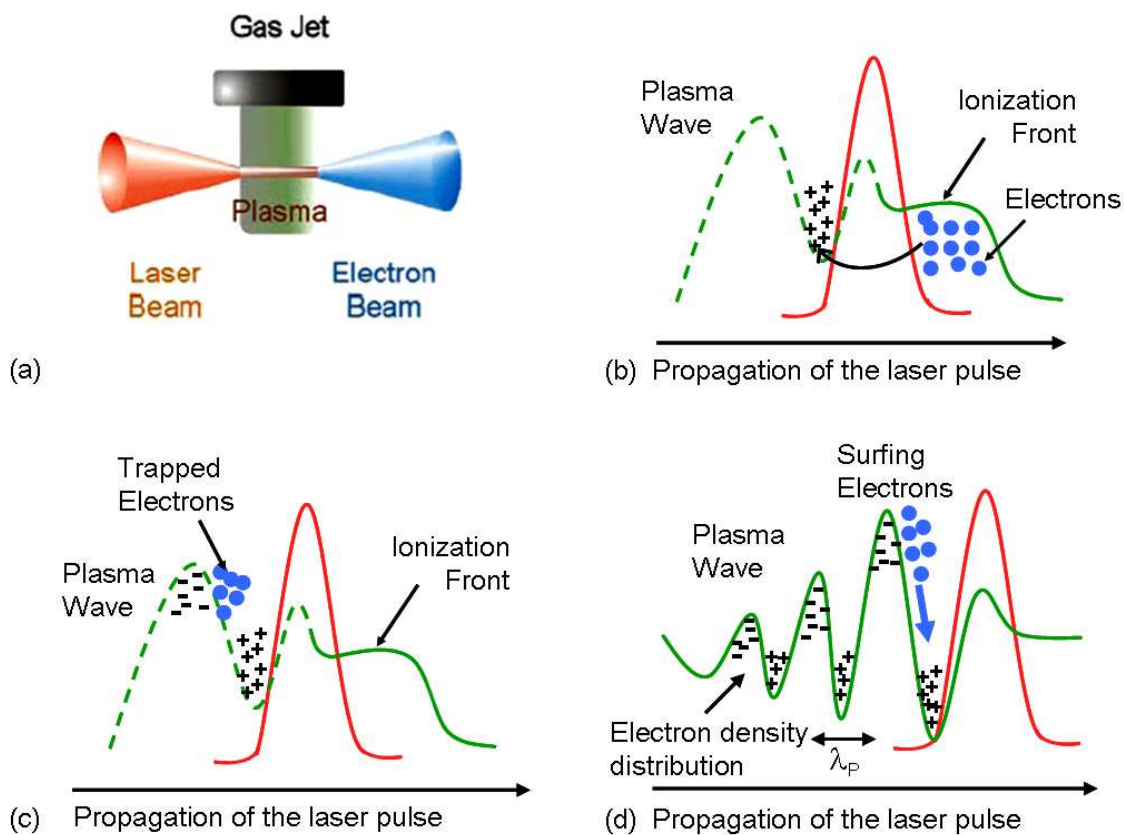 Gas Jet
Plasma
Laser
Beam
Electron
Beam
(a)
Plasma
Wave
Ionization
Front
Electrons
(b) Propagation of the laser pulse
Trapped
Electrons
Plasma
Wave
Ionization
Front
(c) Propagation of the laser pulse
Surfing
Electrons
Plasma
Wave
Electron density
distribution
λP
(d) Propagation of the laser pulse